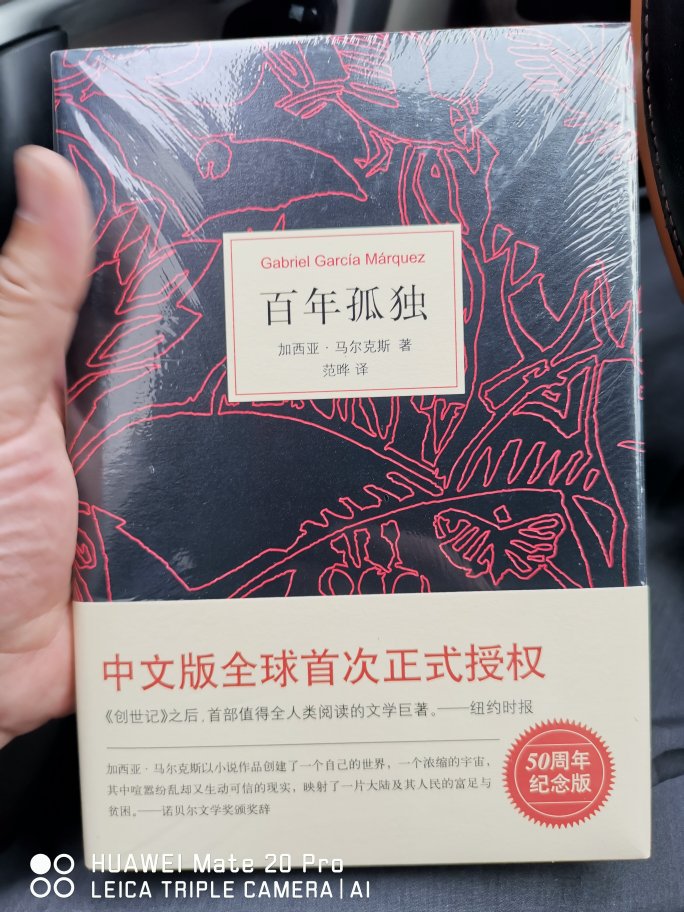 Gabriel García Márquez
百年孤独
加西亚·马尔克斯 著
范晔 译
中文版全球首次正式授权
《创世记》之后,首部值得全人类阅读的文学巨著。——纽约时报
加西亚·马尔克斯以小说作品创建了一个自己的世界，一个浓缩的宇宙，
其中喧嚣纷乱却又生动可信的现实，映射了一片大陆及其人民的富足与
贫困。——诺贝尔文学奖颁奖辞
50周年
纪念版
HUAWEI Mate 20 Pro
LEICA TRIPLE CAMERA | AI